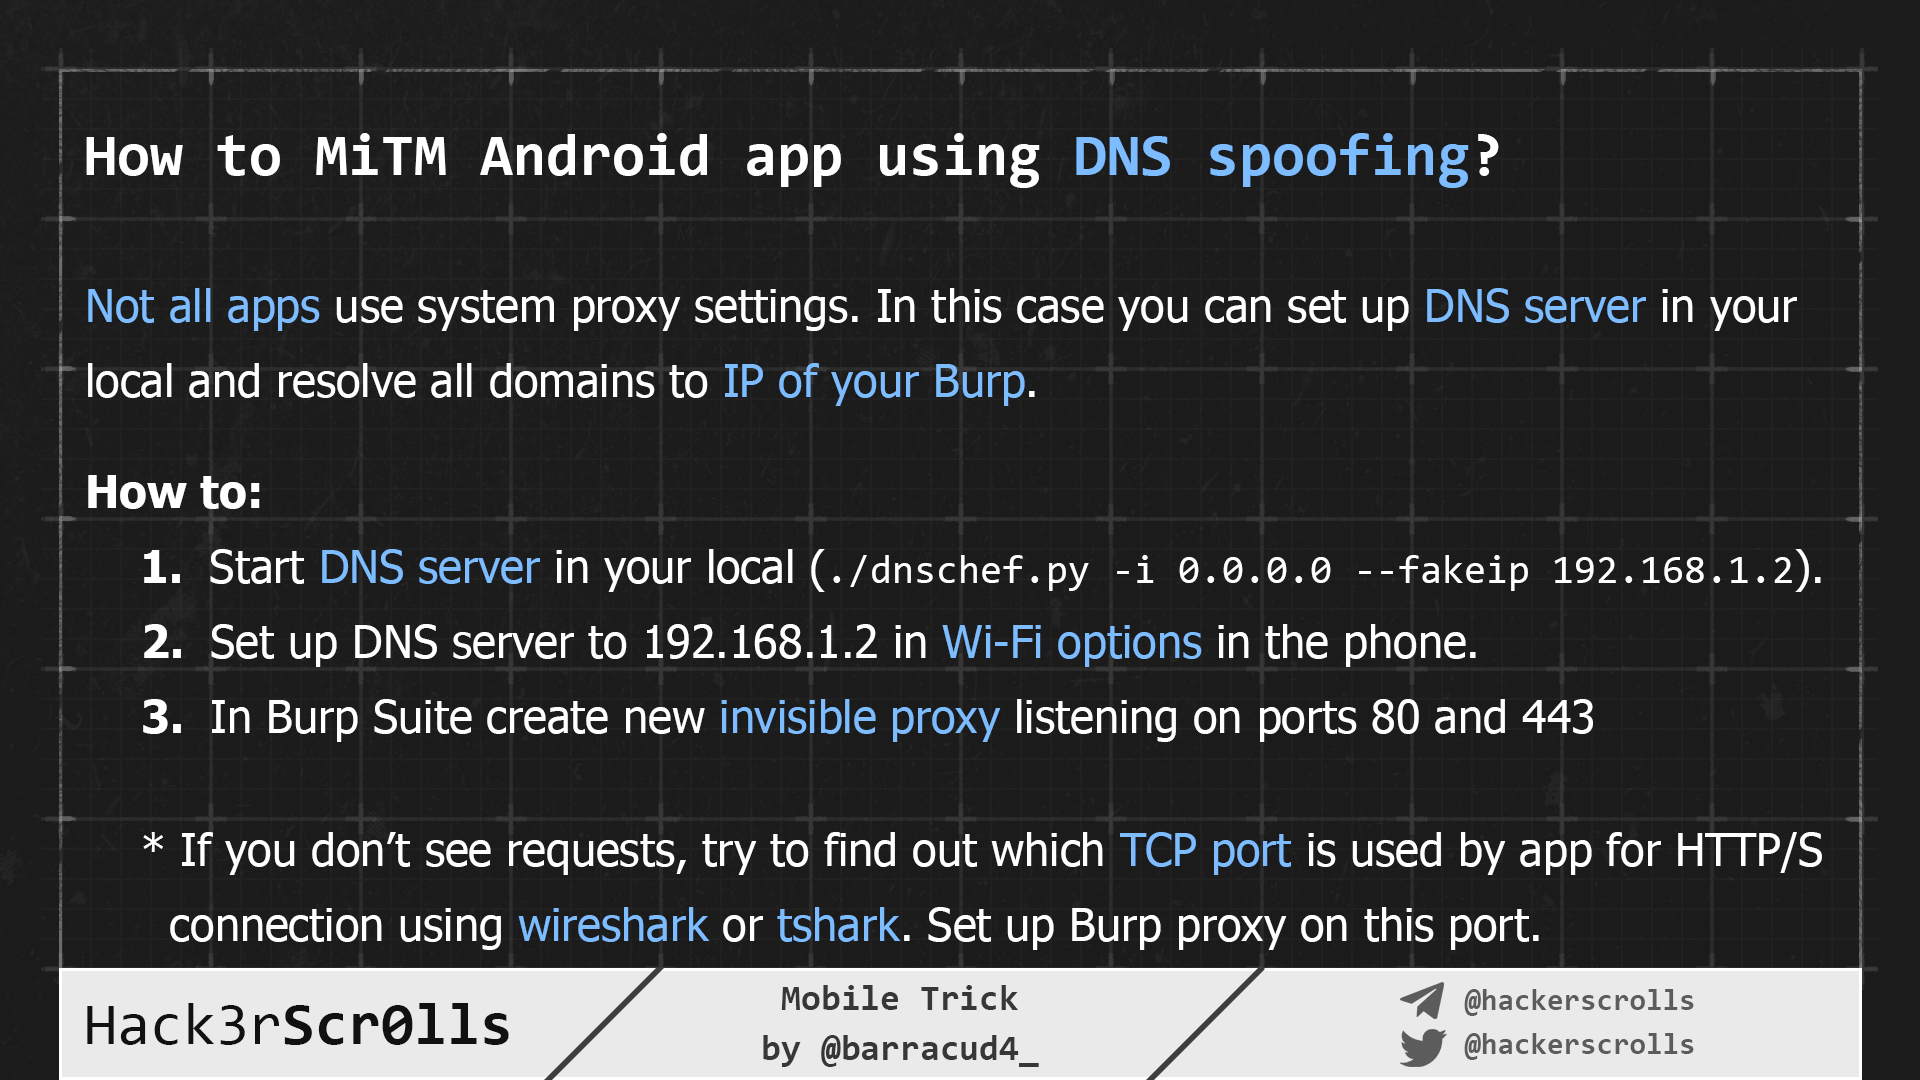 How to MiTM Android app using DNS spoofing?
Not all apps use system proxy settings. In this case you can set up DNS server in your
local and resolve all domains to IP of your Burp.
How to:
1. Start DNS server in your local (./dnschef.py -i 0.0.0.0 --fakeip 192.168.1.2).
2. Set up DNS server to 192.168.1.2 in Wi-Fi options in the phone.
3. In Burp Suite create new invisible proxy listening on ports 80 and 443
* If you don’t see requests, try to find out which TCP port is used by app for HTTP/S
connection using wireshark or tshark. Set up Burp proxy on this port.
Hack3rScr0lls
Mobile Trick
by @barracud4_
@hackerscrolls
@hackerscrolls